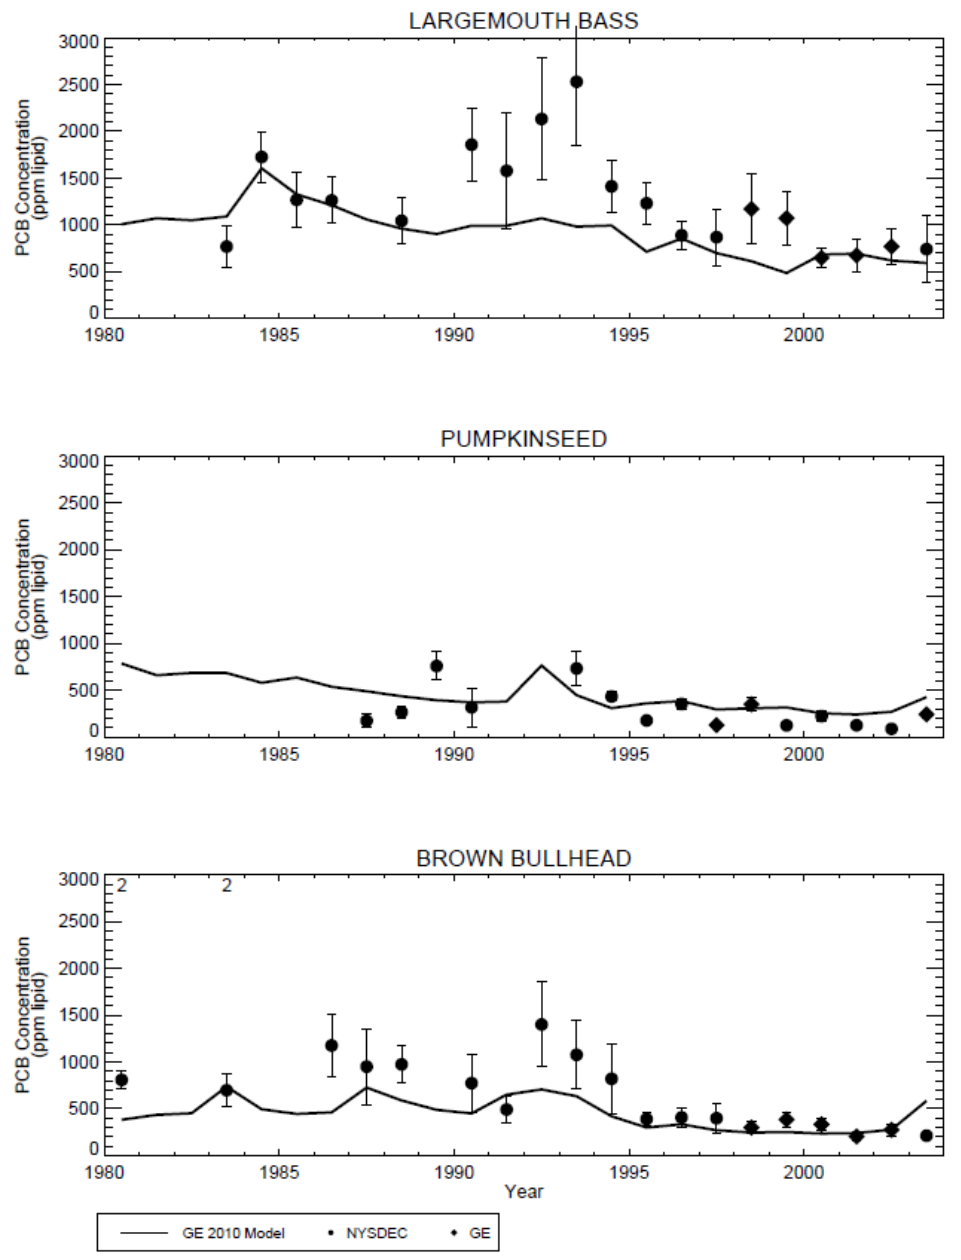 LARGEMOUTH BASS
3000
2500
2000
1500
1000
500
0
PCB Concentration
(ppm lipid)
1980 1985 1990 1995 2000
PUMPKINSEED
3000
2500
2000
1500
1000
500
0
PCB Concentration
(ppm lipid)
1980 1985 1990 1995 2000
BROWN BULLHEAD
3000
2 2
2500
2000
1500
1000
500
0
PCB Concentration
(ppm lipid)
1980 1985 1990 1995 2000
Year
GE 2010 Model NYSDEC GE